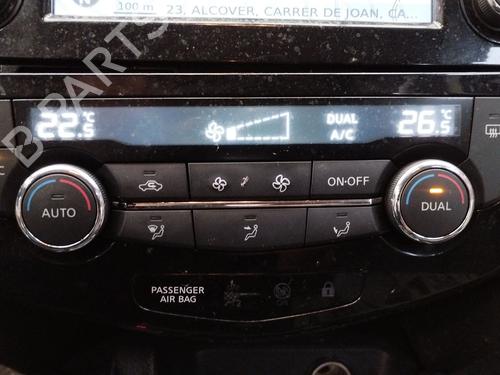 100 m 23, ALCOVER, CARRER DE JOAN, CA...
22.5 °C
DUAL
A/C
26.5 °C
B-PARTS
ON·OFF
AUTO
DUAL
PASSENGER
AIR BAG